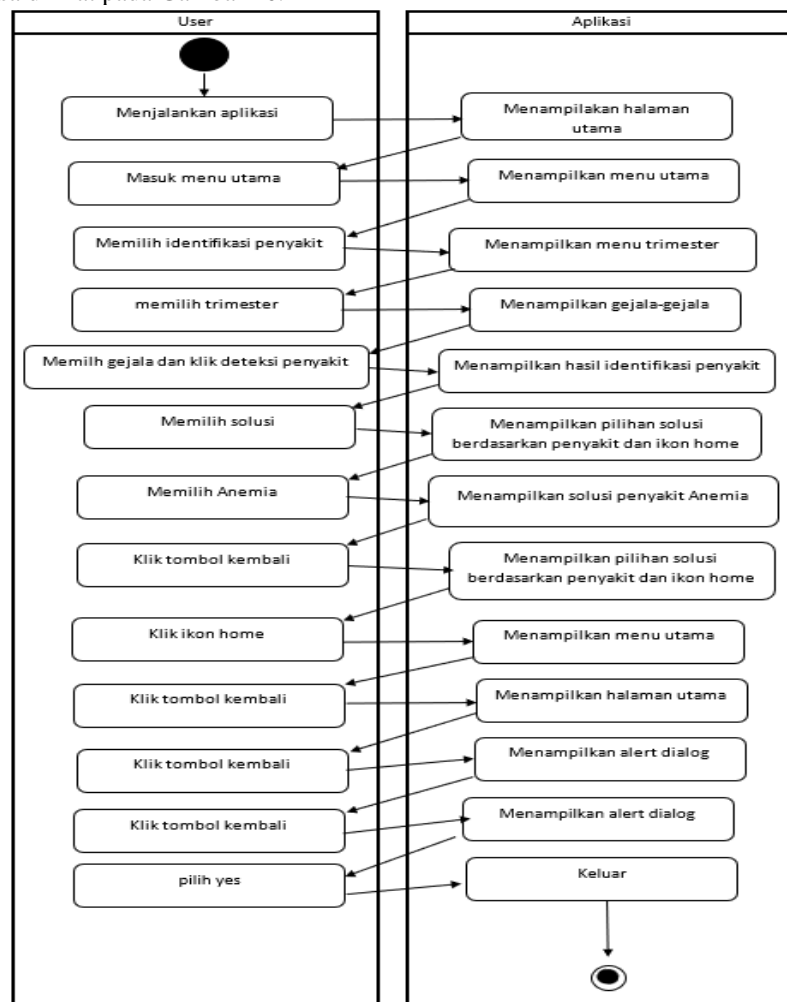 pada Gambar
User
Aplikasi
Menjalankan aplikasi
Menampilakan halaman
utama
Masuk menu utama
Menampilkan menu utama
Memilih identifikasi penyakit
Menampilkan menu trimester
memilih trimester
Menampilkan gejala-gejala
Memilh gejala dan klik deteksi penyakit
Menampilkan hasil identifikasi penyakit
Memilih solusi
Menampilkan pilihan solusi
berdasarkan penyakit dan ikon home
Memilih Anemia
Menampilkan solusi penyakit Anemia
Klik tombol kembali
Menampilkan pilihan solusi
berdasarkan penyakit dan ikon home
Klik ikon home
Menampilkan menu utama
Klik tombol kembali
Menampilkan halaman utama
Klik tombol kembali
Menampilkan alert dialog
Klik tombol kembali
Menampilkan alert dialog
pilih yes
Keluar